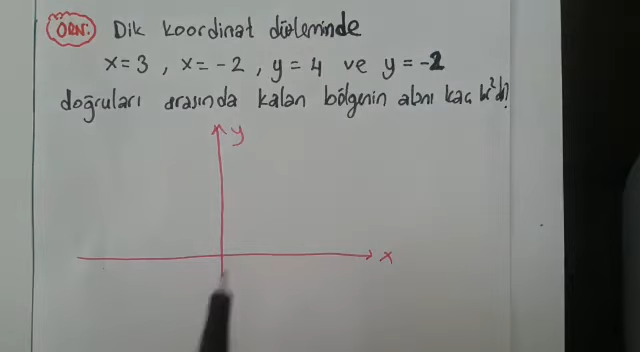 ÖRN: Dik koordinat düzleminde
x=3 , x=-2 , y=4 ve y=-2
doğruları arasında kalan bölgenin alanı kaç br²dir?
y
x